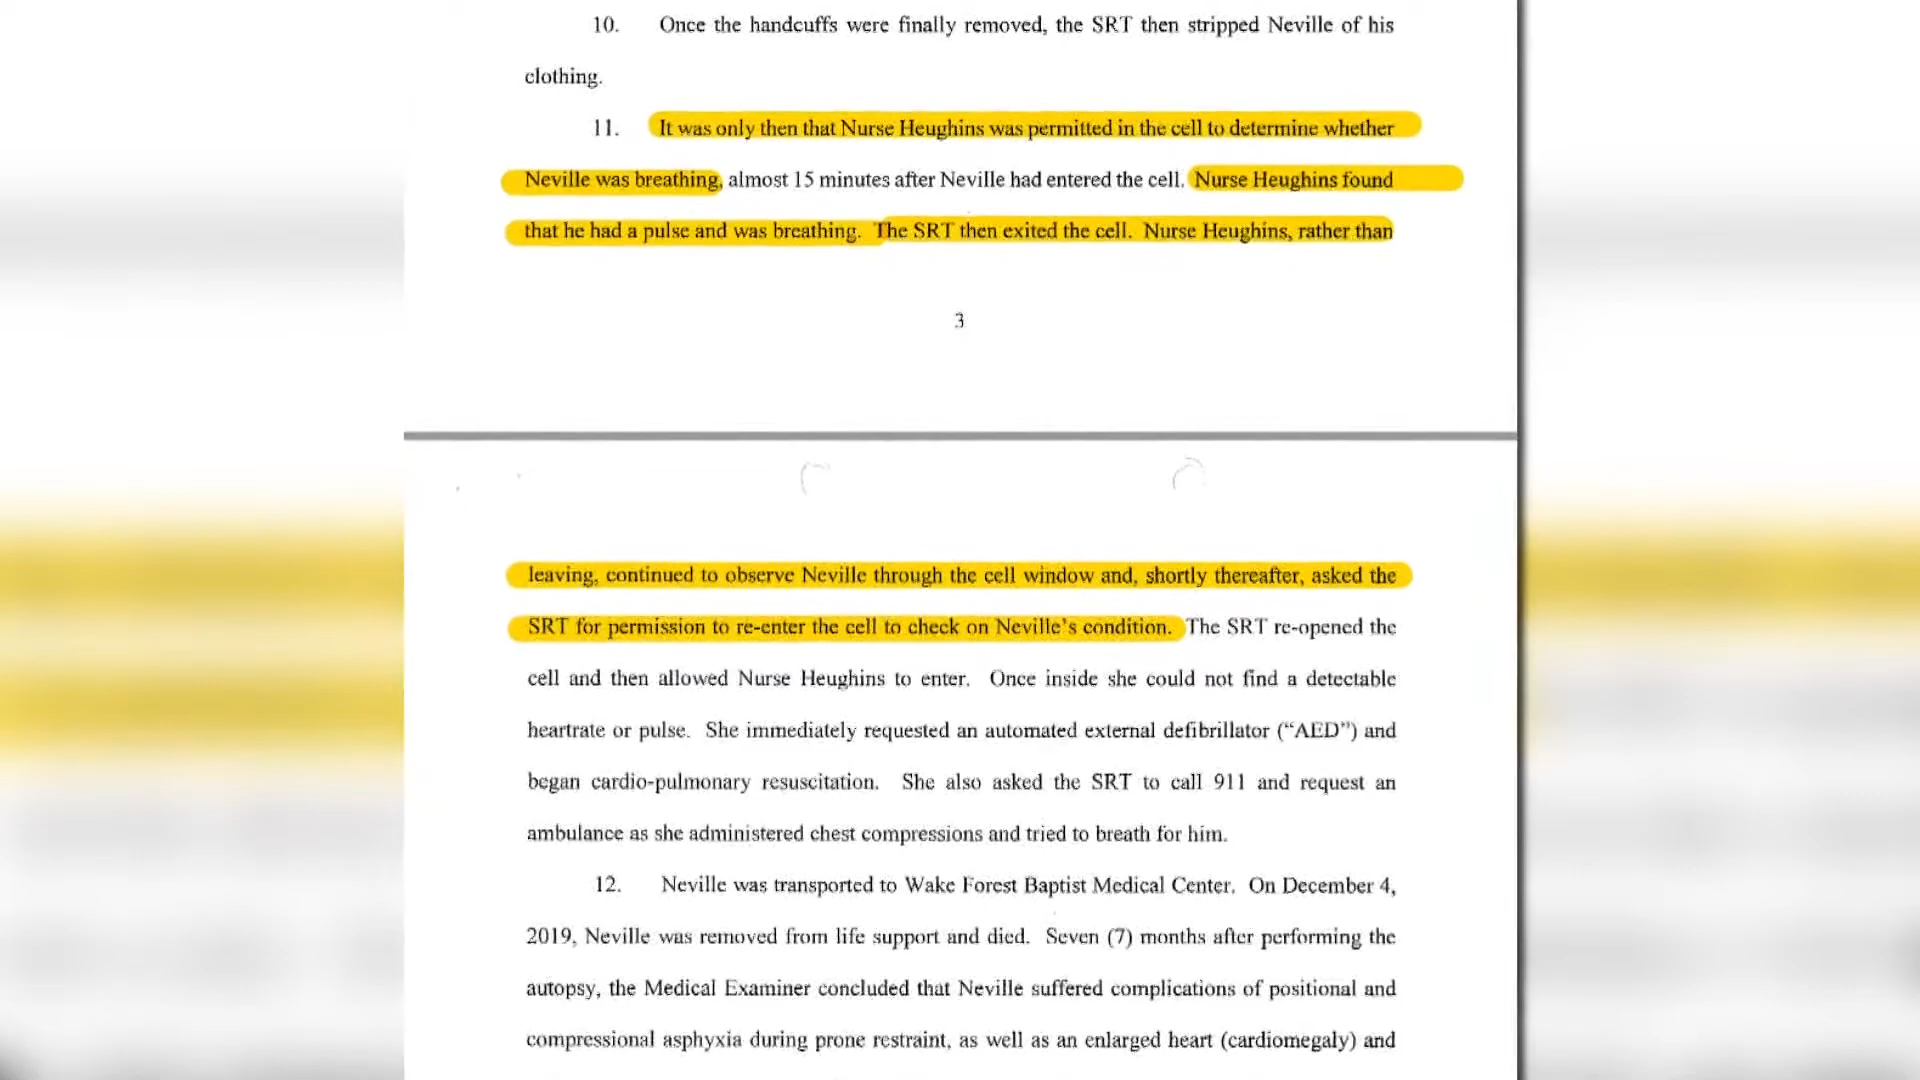 10. Once the handcuffs were finally removed, the SRT then stripped Neville of his
clothing.
11. It was only then that Nurse Heughins was permitted in the cell to determine whether
Neville was breathing, almost 15 minutes after Neville had entered the cell. Nurse Heughins found
that he had a pulse and was breathing. The SRT then exited the cell. Nurse Heughins, rather than
3
leaving, continued to observe Neville through the cell window and, shortly thereafter, asked the
SRT for permission to re-enter the cell to check on Neville's condition. The SRT re-opened the
cell and then allowed Nurse Heughins to enter. Once inside she could not find a detectable
heartrate or pulse. She immediately requested an automated external defibrillator ("AED") and
began cardio-pulmonary resuscitation. She also asked the SRT to call 911 and request an
ambulance as she administered chest compressions and tried to breath for him.
12. Neville was transported to Wake Forest Baptist Medical Center. On December 4,
2019, Neville was removed from life support and died. Seven (7) months after performing the
autopsy, the Medical Examiner concluded that Neville suffered complications of positional and
compressional asphyxia during prone restraint, as well as an enlarged heart (cardiomegaly) and